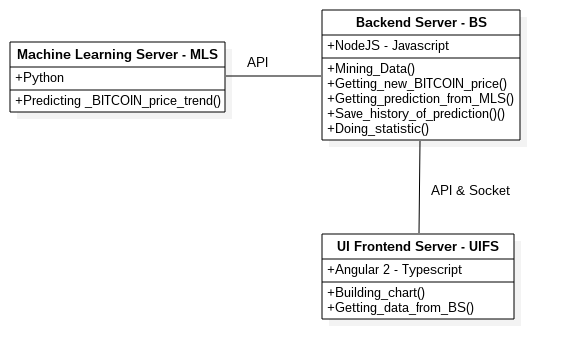 Machine Learning Server - MLS
+Python
+Predicting _BITCOIN_price_trend()
API
Backend Server - BS
+NodeJS - Javascript
+Mining_Data()
+Getting_new_BITCOIN_price()
+Getting_prediction_from_MLS()
+Save_history_of_prediction()()
+Doing_statistic()
API & Socket
UI Frontend Server - UIFS
+Angular 2 - Typescript
+Building_chart()
+Getting_data_from_BS()